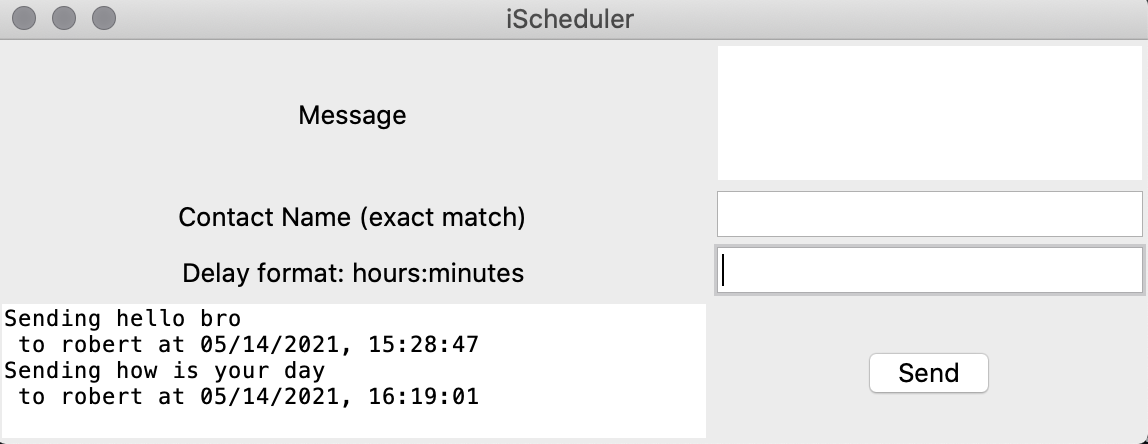 iScheduler
Message
Contact Name (exact match)
Delay format: hours:minutes
Sending hello bro
to robert at 05/14/2021, 15:28:47
Sending how is your day
to robert at 05/14/2021, 16:19:01
Send